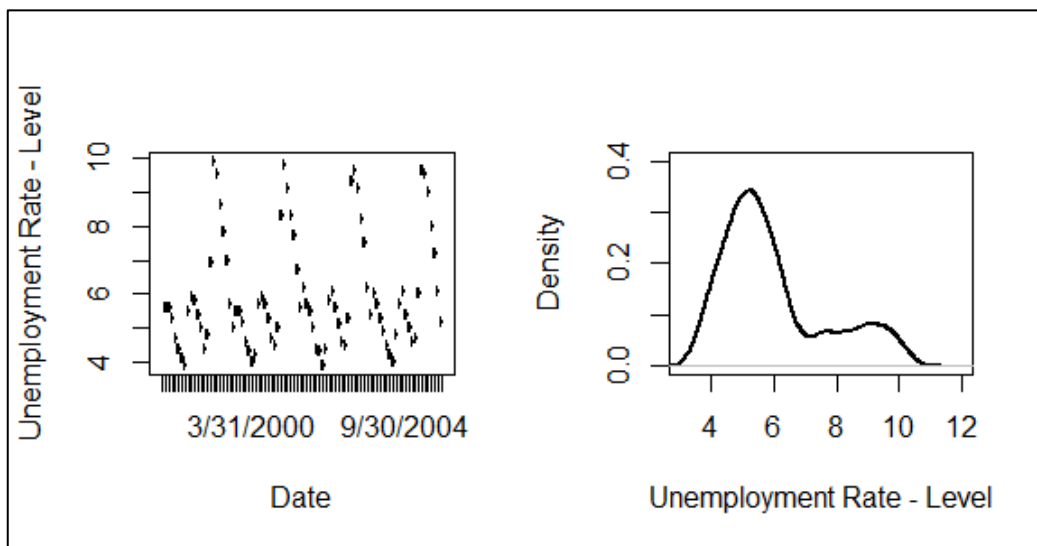 Unemployment Rate - Level
10
8
6
4
3/31/2000 9/30/2004
Date
Density
0.4
0.2
0.0
4 6 8 10 12
Unemployment Rate - Level